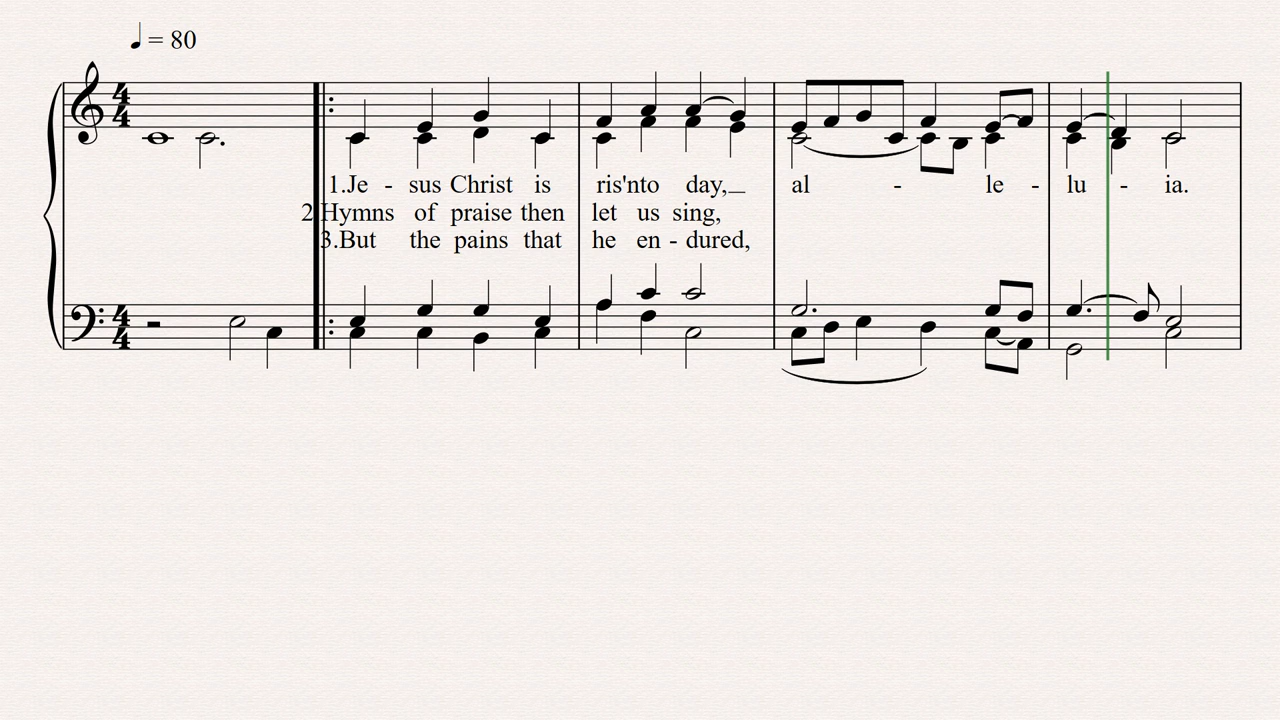 = 80
1.Je - sus Christ is ris'nto day,_ al - le - lu - ia.
2.Hymns of praise then let us sing,
3.But the pains that he en - dured,